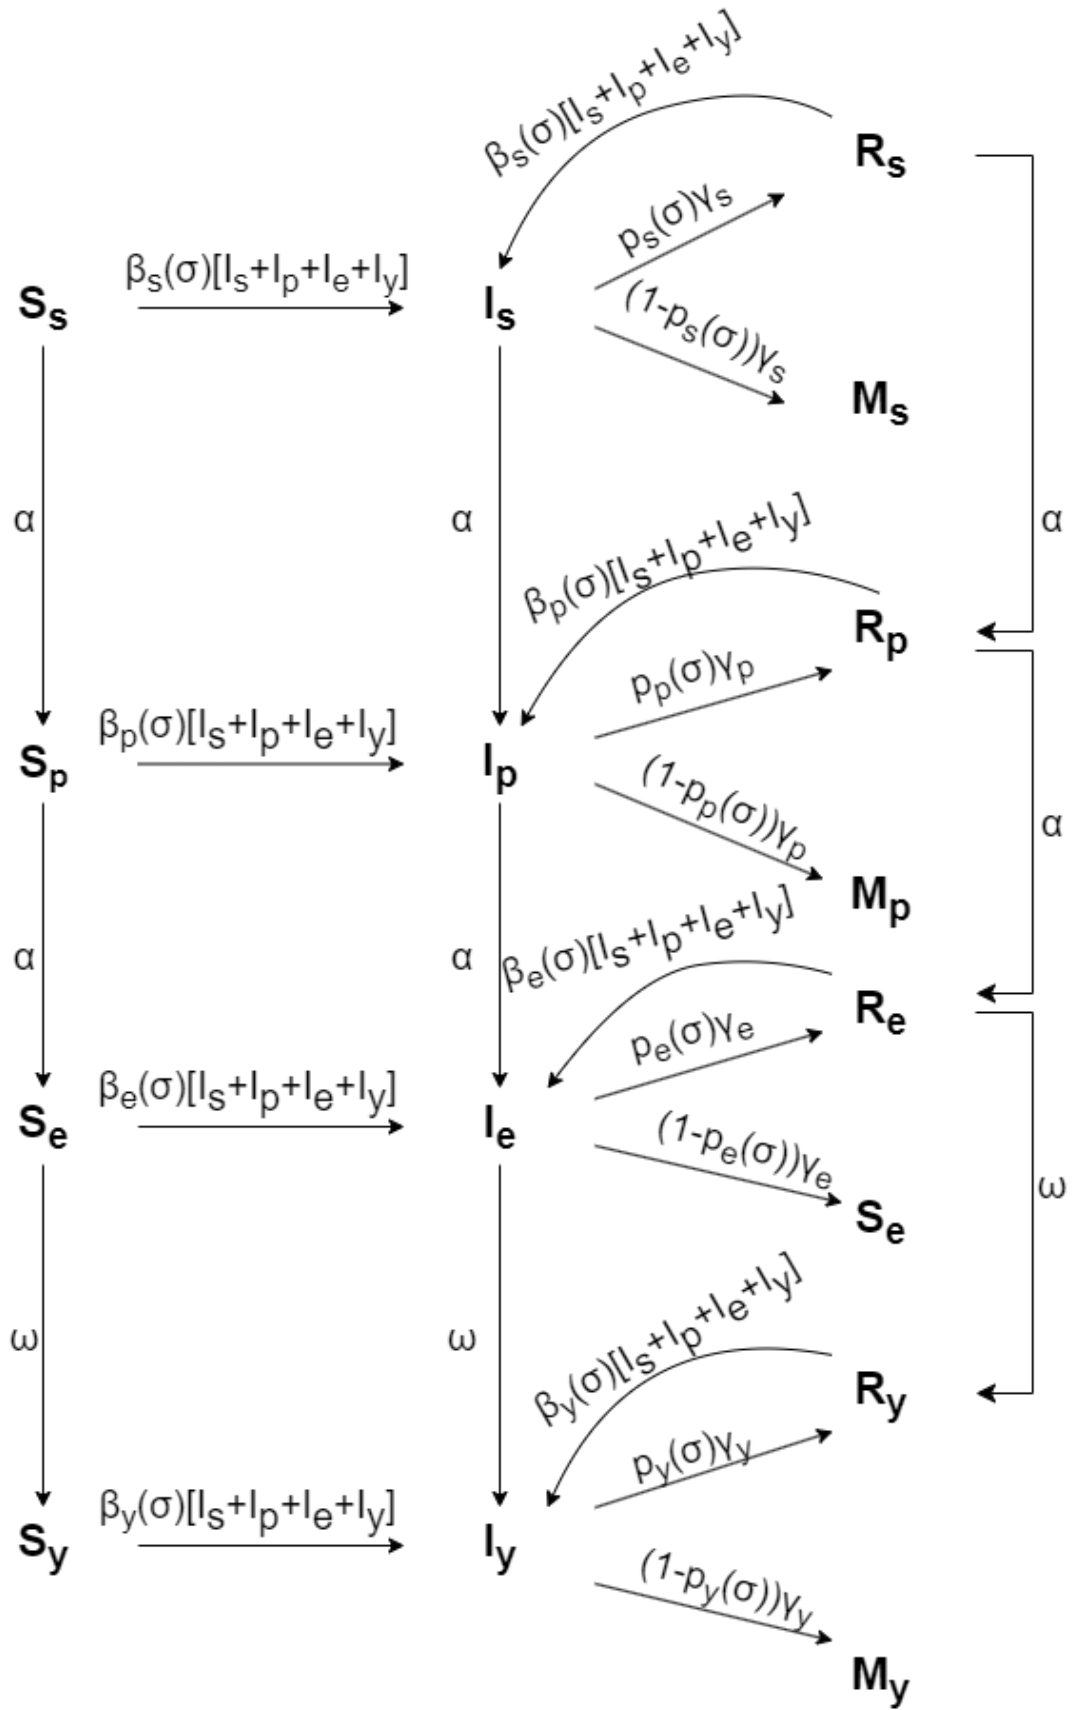 βs(σ)[Is+Ip+Ie+Iy]
Rs
ps(σ)γs
βs(σ)[Is+Ip+Ie+Iy]
Ss
Is
(1-ps(σ))γs
Ms
α
α
α
βp(σ)[Is+Ip+Ie+Iy]
Rp
pp(σ)γp
βp(σ)[Is+Ip+Ie+Iy]
Sp
Ip
(1-pp(σ))γp
α
Mp
α
α
βe(σ)[Is+Ip+Ie+Iy]
Re
pe(σ)γe
βe(σ)[Is+Ip+Ie+Iy]
Se
Ie
(1-pe(σ))γe
Se
ω
ω
ω
βy(σ)[Is+Ip+Ie+Iy]
Ry
py(σ)γy
βy(σ)[Is+Ip+Ie+Iy]
Sy
Iy
(1-py(σ))γy
My